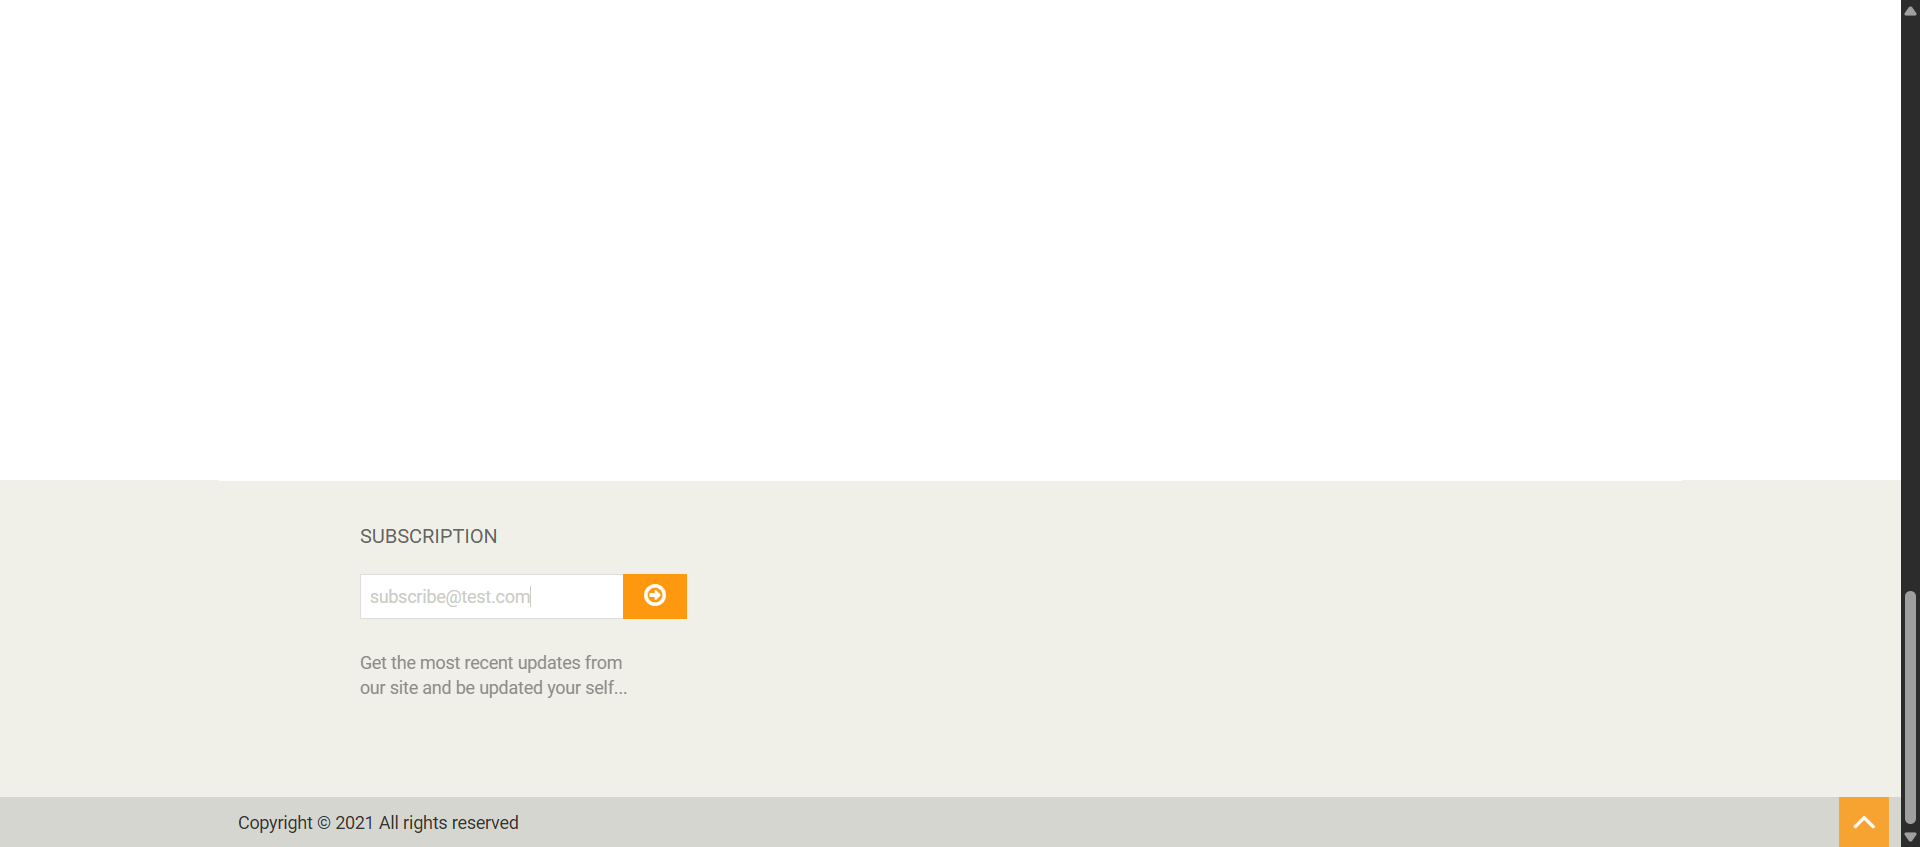 SUBSCRIPTION
subscribe@test.com
Get the most recent updates from
our site and be updated your self...
Copyright © 2021 All rights reserved